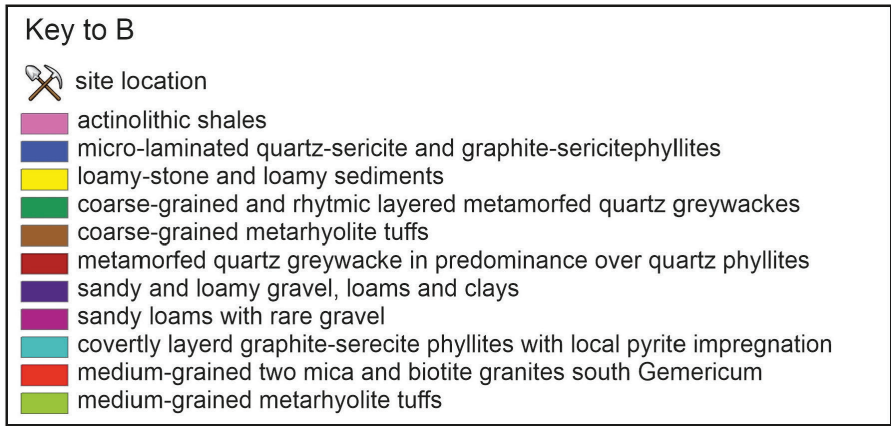 Key to B
site location
actinolithic shales
micro-laminated quartz-sericite and graphite-sericitephyllites
loamy-stone and loamy sediments
coarse-grained and rhytmic layered metamorfed quartz greywackes
coarse-grained metarhyolite tuffs
metamorfed quartz greywacke in predominance over quartz phyllites
sandy and loamy gravel, loams and clays
sandy loams with rare gravel
covertly layerd graphite-serecite phyllites with local pyrite impregnation
medium-grained two mica and biotite granites south Gemericum
medium-grained metarhyolite tuffs